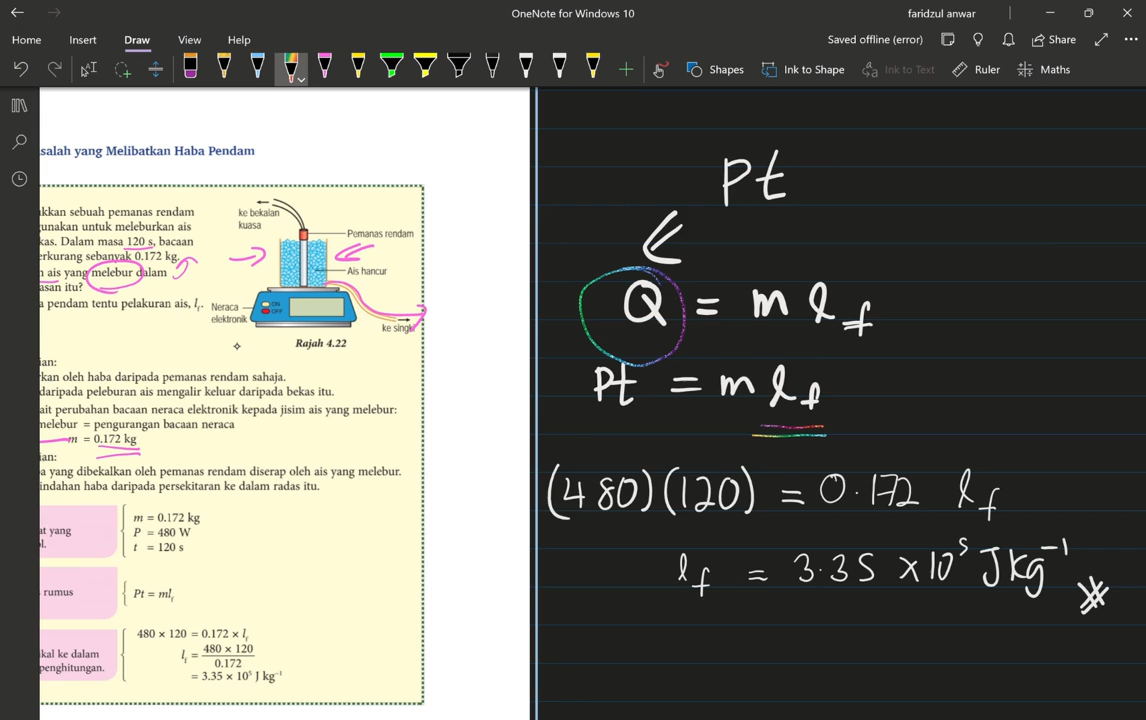 OneNote for Windows 10
faridzul anwar
Home Insert Draw View Help
Saved offline (error)
Share
Shapes
Ink to Shape
Ink to Text
Ruler
Maths
salah yang Melibatkan Haba Pendam
kkan sebuah pemanas rendam
unakan untuk meleburkan ais
kas. Dalam masa 120 s, bacaan
erkurang sebanyak 0.172 kg.
n ais yang melebur dalam
asan itu?
a pendam tentu pelakuran ais, lf.
ke bekalan
kuasa
Pemanas rendam
Ais hancur
ON
OFF
Neraca
elektronik
ke singki
Rajah 4.22
ian:
kan oleh haba daripada pemanas rendam sahaja.
daripada peleburan ais mengalir keluar daripada bekas itu.
ait perubahan bacaan neraca elektronik kepada jisim ais yang melebur:
melebur = pengurangan bacaan neraca
m = 0.172 kg
ian:
a yang dibekalkan oleh pemanas rendam diserap oleh ais yang melebur.
indahan haba daripada persekitaran ke dalam radas itu.
at yang
l.
m = 0.172 kg
P = 480 W
t = 120 s
rumus
Pt = mlf
kal ke dalam
penghitungan.
480 × 120 = 0.172 × lf
lf = 480 × 120 / 0.172
= 3.35 × 10⁵ J kg⁻¹
Pt
Q = m lf
Pt = m lf
(480)(120) = 0.172 lf
lf = 3.35 × 10⁵ J kg⁻¹